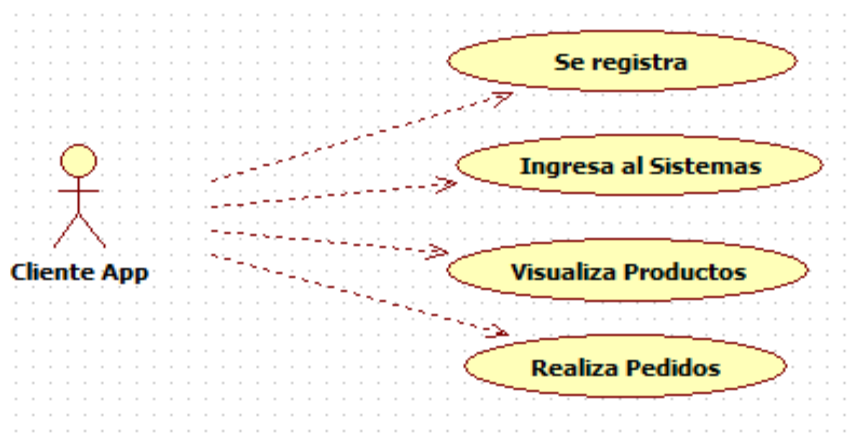 Se registra
Ingresa al Sistemas
Cliente App
Visualiza Productos
Realiza Pedidos